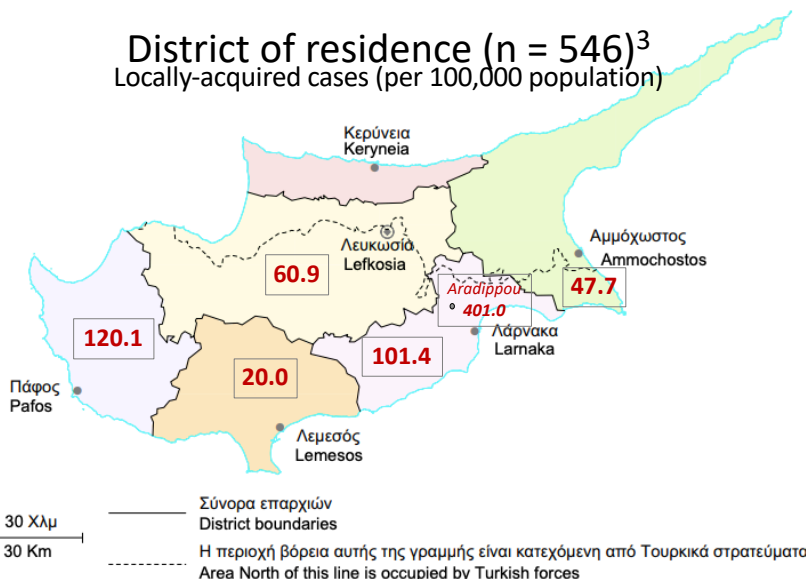 District of residence (n = 546)³
Locally-acquired cases (per 100,000 population)
Κερύνεια
Keryneia
Λευκωσία
Lefkosia
Αμμόχωστος
Ammochostos
60.9
Aradippou
401.0
47.7
Λάρνακα
Larnaka
120.1
101.4
20.0
Πάφος
Pafos
Λεμεσός
Lemesos
30 Χλμ
30 Km
Σύνορα επαρχιών
District boundaries
Η περιοχή βόρεια αυτής της γραμμής είναι κατεχόμενη από Τουρκικά στρατεύματα
Area North of this line is occupied by Turkish forces